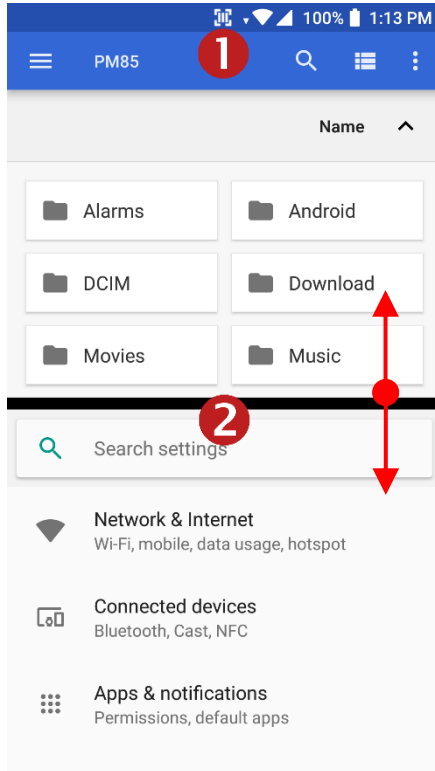 100% 1:13 PM
PM85
1
Name
Alarms Android
DCIM Download
Movies Music
2
Search settings
Network & Internet
Wi-Fi, mobile, data usage, hotspot
Connected devices
Bluetooth, Cast, NFC
Apps & notifications
Permissions, default apps